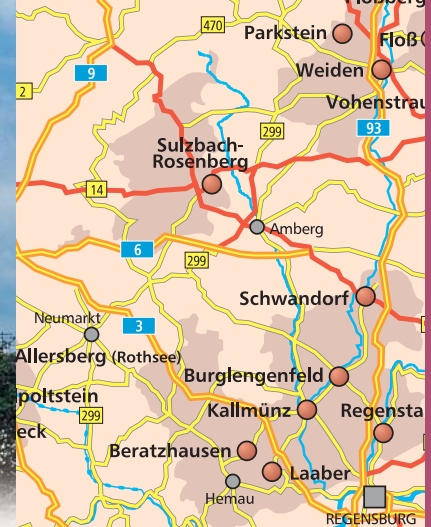 Floßberg
470
Parkstein
Floß
9
Weiden
2
Vohenstrau
299
93
Sulzbach-
Rosenberg
14
Amberg
6
299
Schwandorf
Neumarkt
3
Allersberg (Rothsee)
Burglengenfeld
poltstein
Kallmünz
Regensta
299
eck
Beratzhausen
Laaber
Hemau
REGENSBURG